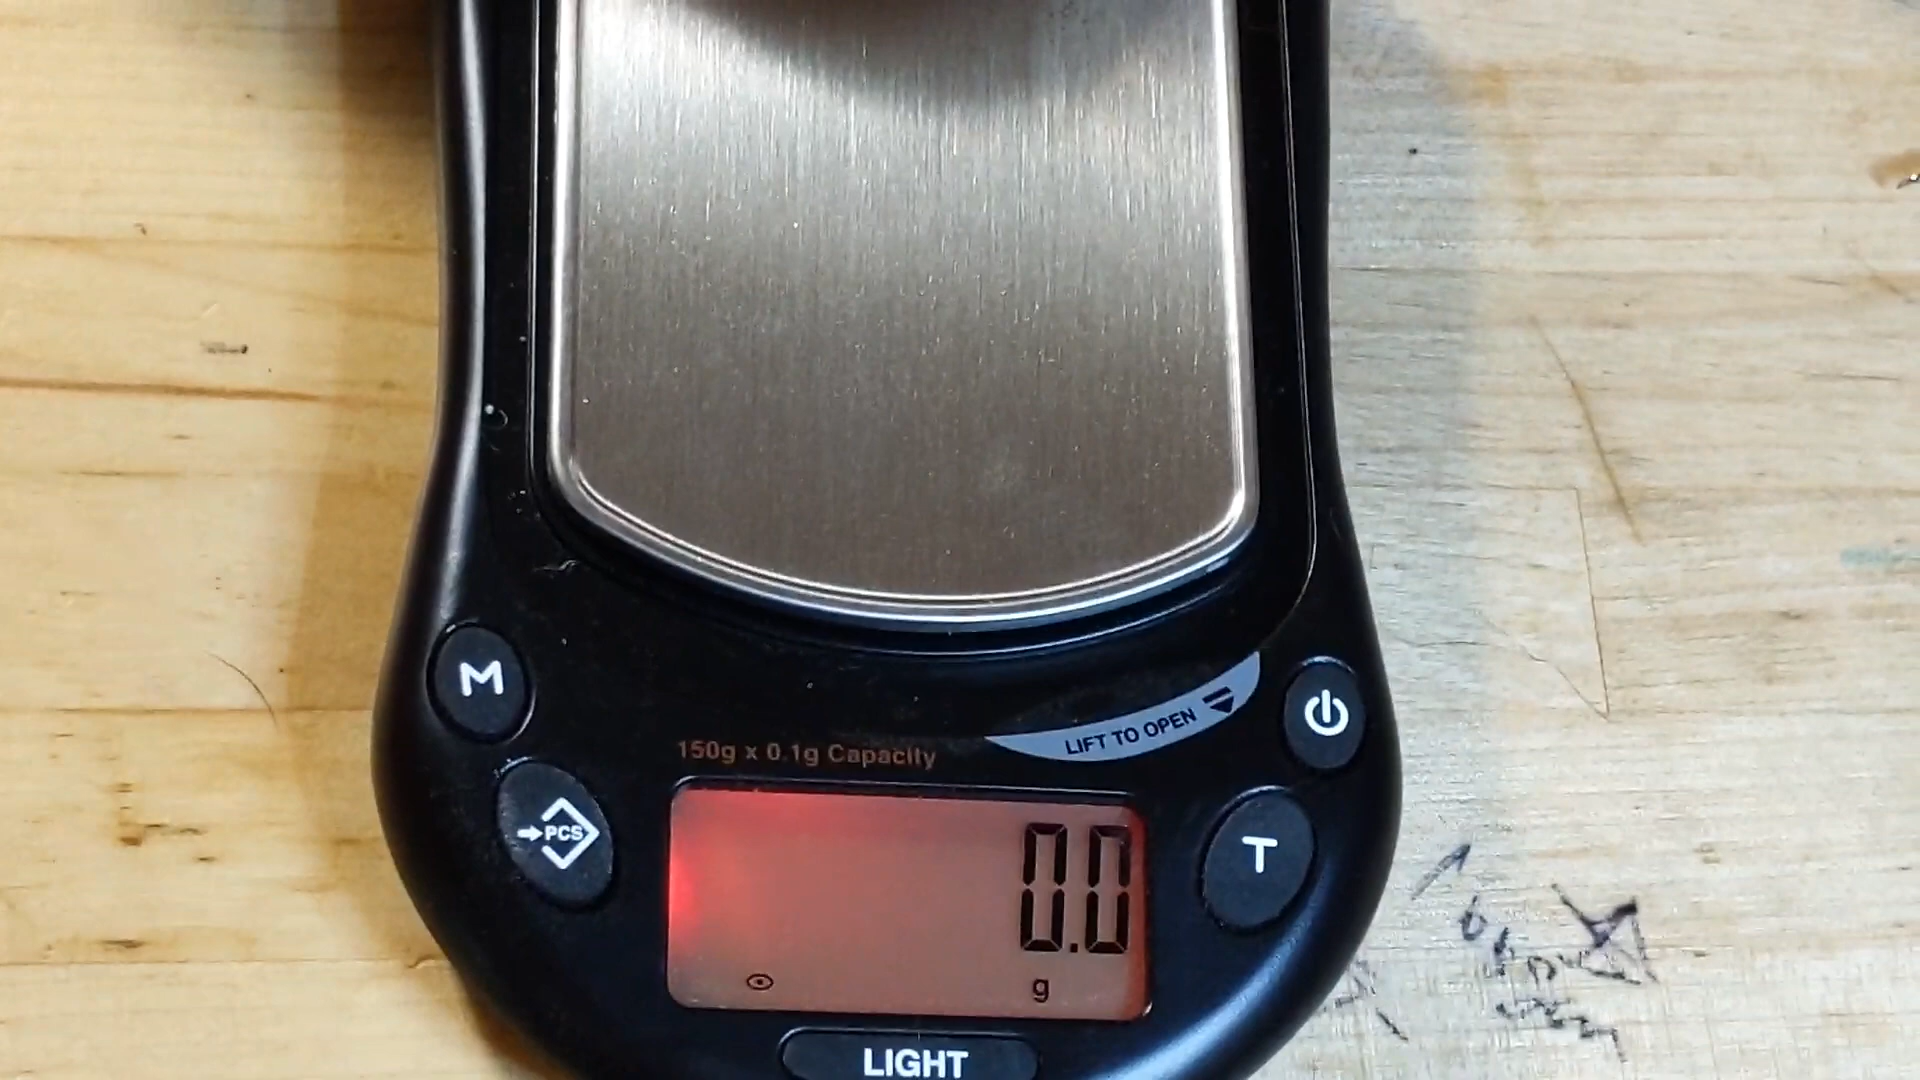 M
LIFT TO OPEN
150g x 0.1g Capacity
→PCS
0.0
T
g
LIGHT